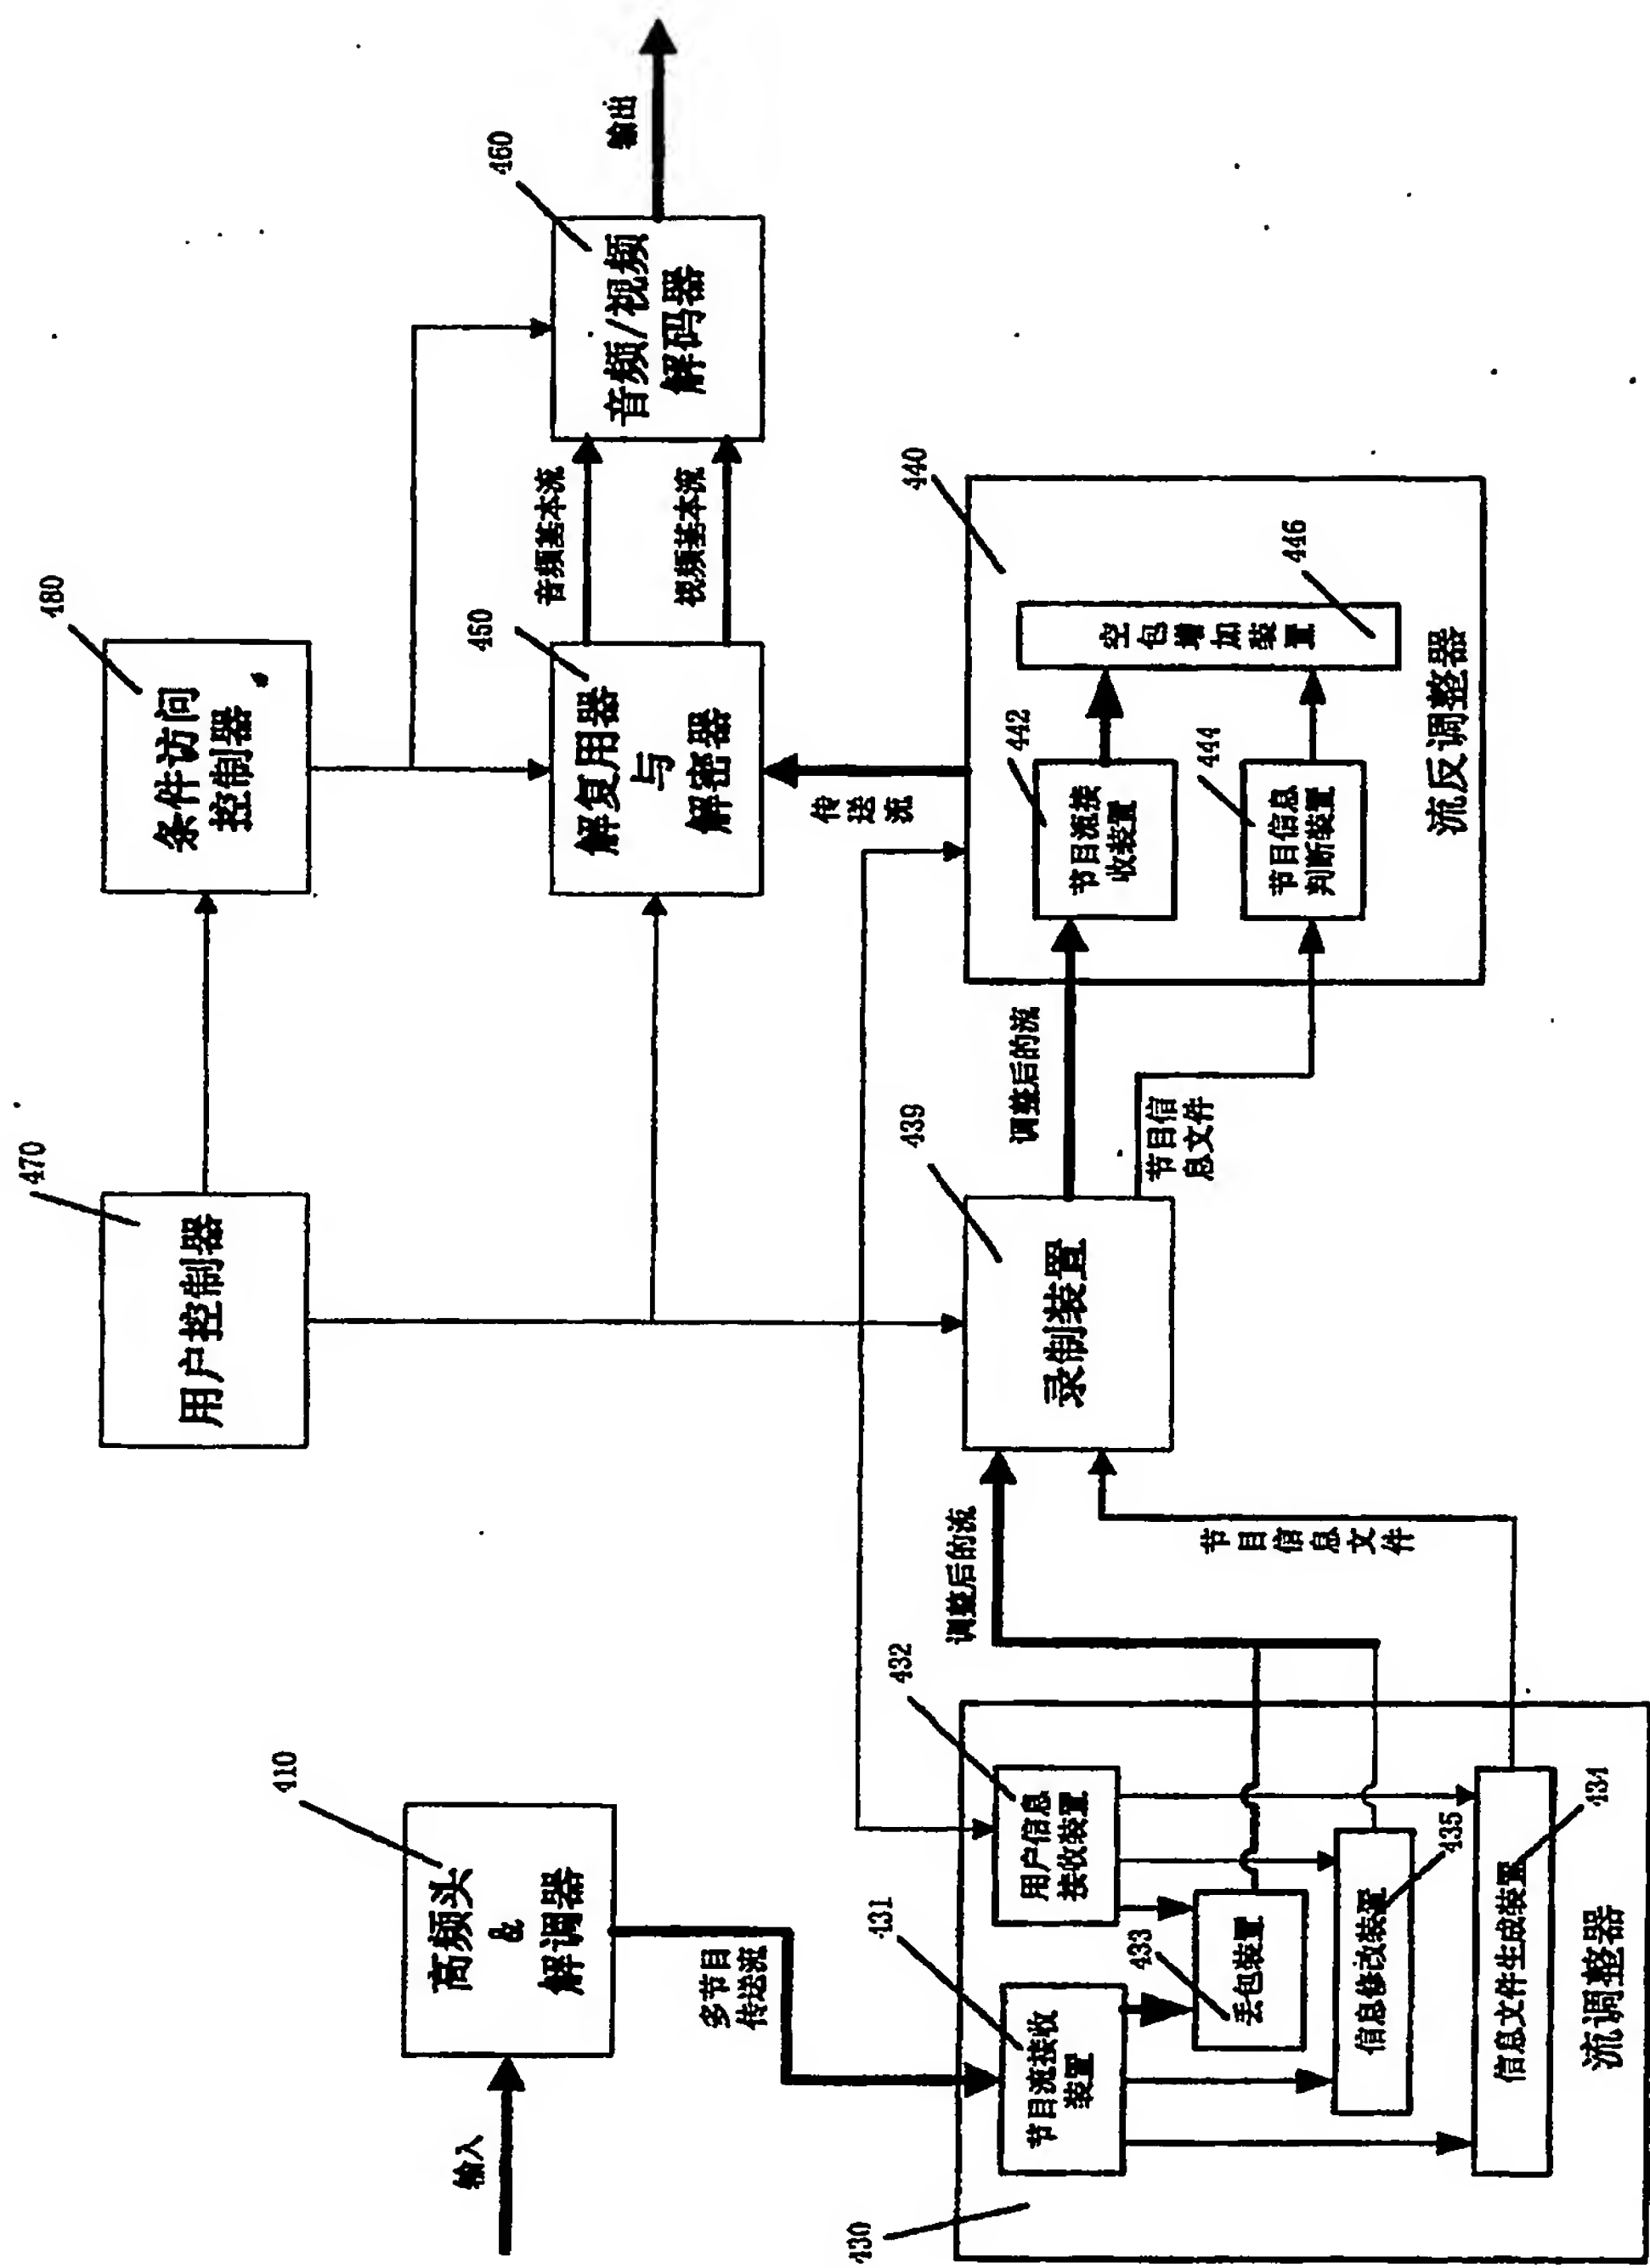 470
用户控制器
480
条件访问
控制器
410
高频头
&
解调器
输入
多节目
传送流
460
解复用器
与
解密器
音频基本流
视频基本流
460
音频/视频
解码器
输出
传
送
流
430
431
节目流接收
装置
432
用户信息
接收装置
433
丢包装置
435
信息修改装置
434
信息文件生成装置
流调整器
调整后的流
节目信息文件
439
录制装置
调整后的流
节目信
息文件
440
442
节目流接
收装置
444
节目信息
判断装置
446
空包增加装置
流反调整器